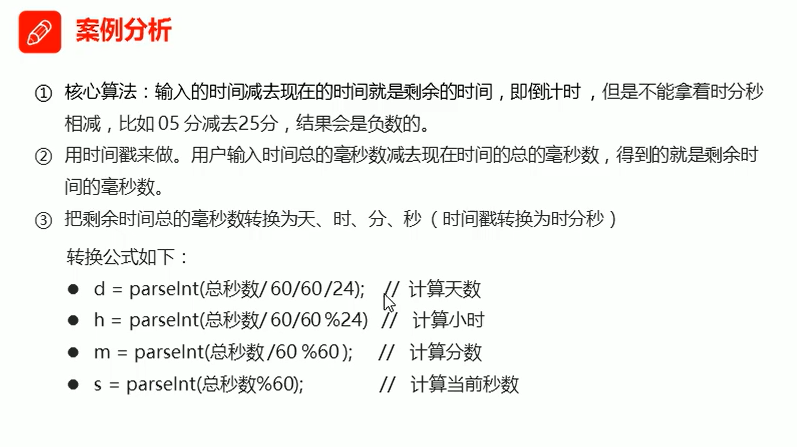 案例分析
① 核心算法：输入的时间减去现在的时间就是剩余的时间，即倒计时 ，但是不能拿着时分秒
相减，比如 05 分减去25分，结果会是负数的。
② 用时间戳来做。用户输入时间总的毫秒数减去现在时间的总的毫秒数，得到的就是剩余时
间的毫秒数。
③ 把剩余时间总的毫秒数转换为天、时、分、秒 （时间戳转换为时分秒）
转换公式如下：
● d = parseInt(总秒数/ 60/60 /24); // 计算天数
● h = parseInt(总秒数/ 60/60 %24) // 计算小时
● m = parseInt(总秒数 /60 %60 ); // 计算分数
● s = parseInt(总秒数%60); // 计算当前秒数